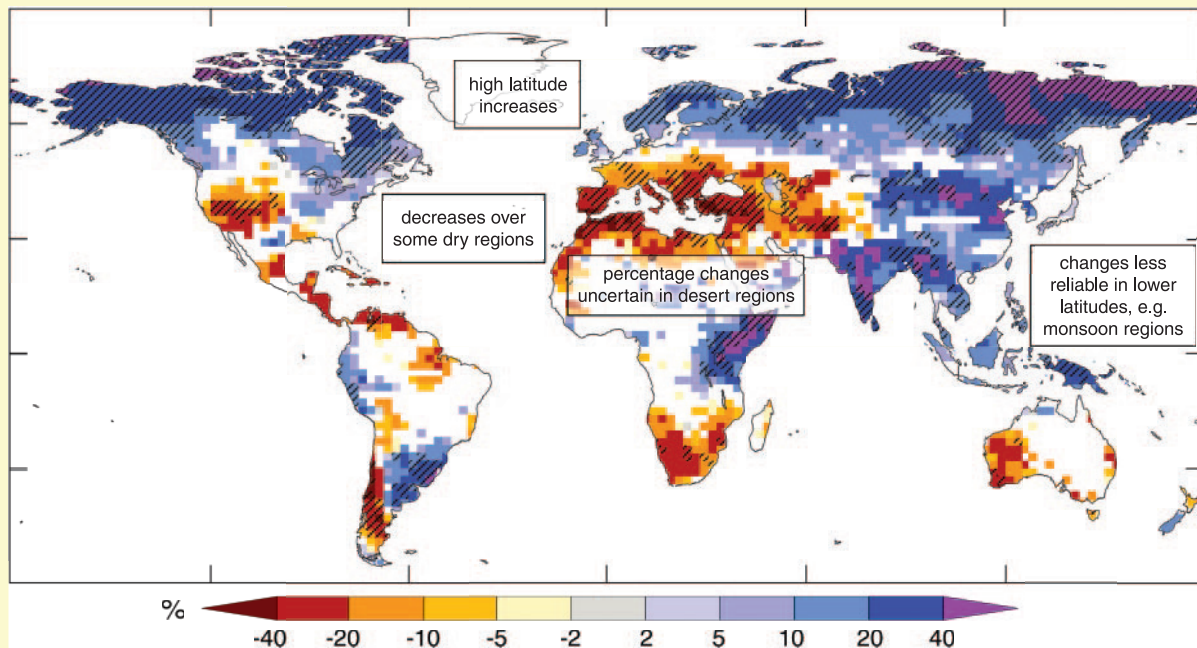 high latitude
increases
decreases over
some dry regions
percentage changes
uncertain in desert regions
changes less
reliable in lower
latitudes, e.g.
monsoon regions
%
-40 -20 -10 -5 -2 2 5 10 20 40